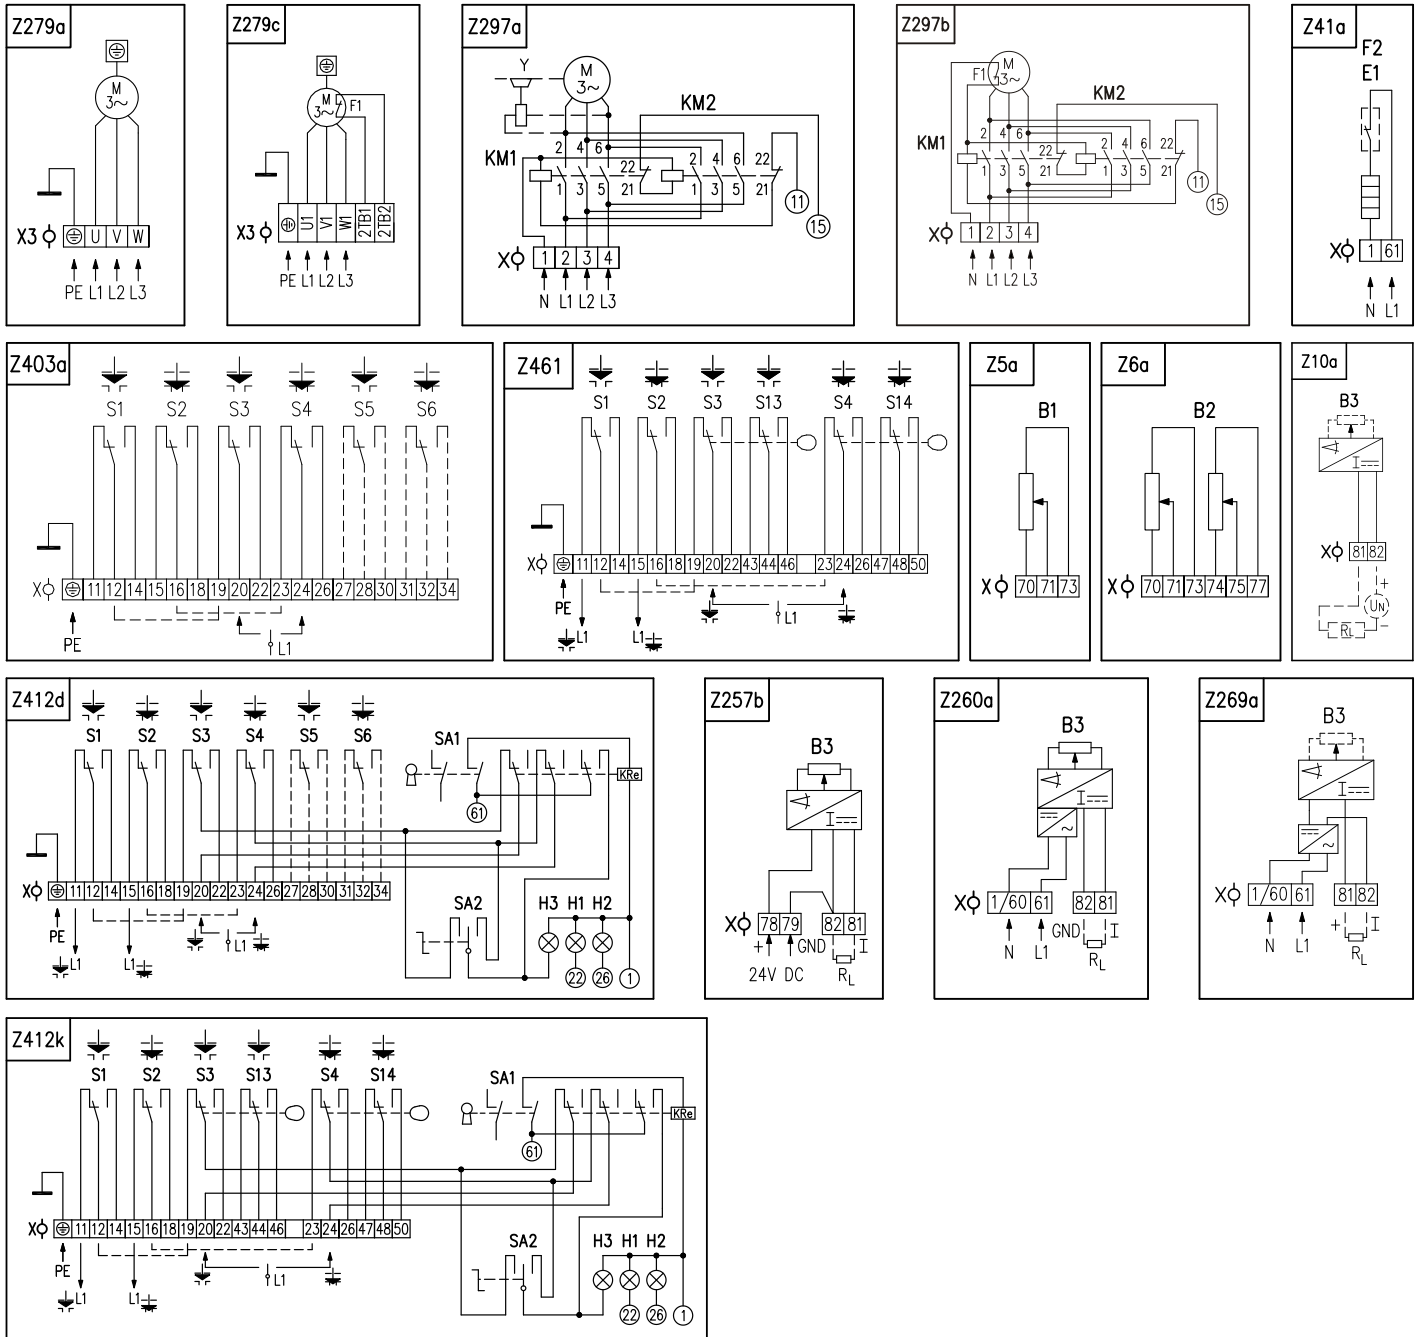 Z279a
M
3~
X3 U V W
PE L1 L2 L3
Z279c
M
3~ F1
X3 U1 V1 W1 2TB1 2TB2
PE L1 L2 L3
Z297a
Y M
3~
KM2
2 4 6 2 4 6 22
KM1 22
1 3 5 21 1 3 5 21
11
15
X 1 2 3 4
N L1 L2 L3
Z297b
F1 M
3~
KM2
2 4 6 2 4 6 22
KM1 22
1 3 5 21 1 3 5 21
11
15
X 1 2 3 4
N L1 L2 L3
Z41a
F2
E1
X 1 61
N L1
Z403a
S1 S2 S3 S4 S5 S6
X 11 12 14 15 16 18 19 20 22 23 24 26 27 28 30 31 32 34
PE L1
Z461
S1 S2 S3 S13 S4 S14
X 11 12 14 15 16 18 19 20 22 43 44 46 23 24 26 47 48 50
PE L1 L1 L1
Z5a
B1
X 70 71 73
Z6a
B2
X 70 71 73 74 75 77
Z10a
B3
I
X 81 82
+
UN
RL -
Z412d
S1 S2 S3 S4 S5 S6
SA1
KRe
61
X 11 12 14 15 16 18 19 20 22 23 24 26 27 28 30 31 32 34
PE L1 L1 L1
SA2 H3 H1 H2
22 26 1
Z257b
B3
I
X 78 79 82 81
+ GND I
24V DC RL
Z260a
B3
I
~
X 1/60 61 82 81
N L1 GND RL I
Z269a
B3
I
~
X 1/60 61 81 82
N L1 + RL I
Z412k
S1 S2 S3 S13 S4 S14
SA1
KRe
61
X 11 12 14 15 16 18 19 20 22 43 44 46 23 24 26 47 48 50
PE L1 L1 L1
SA2 H3 H1 H2
22 26 1